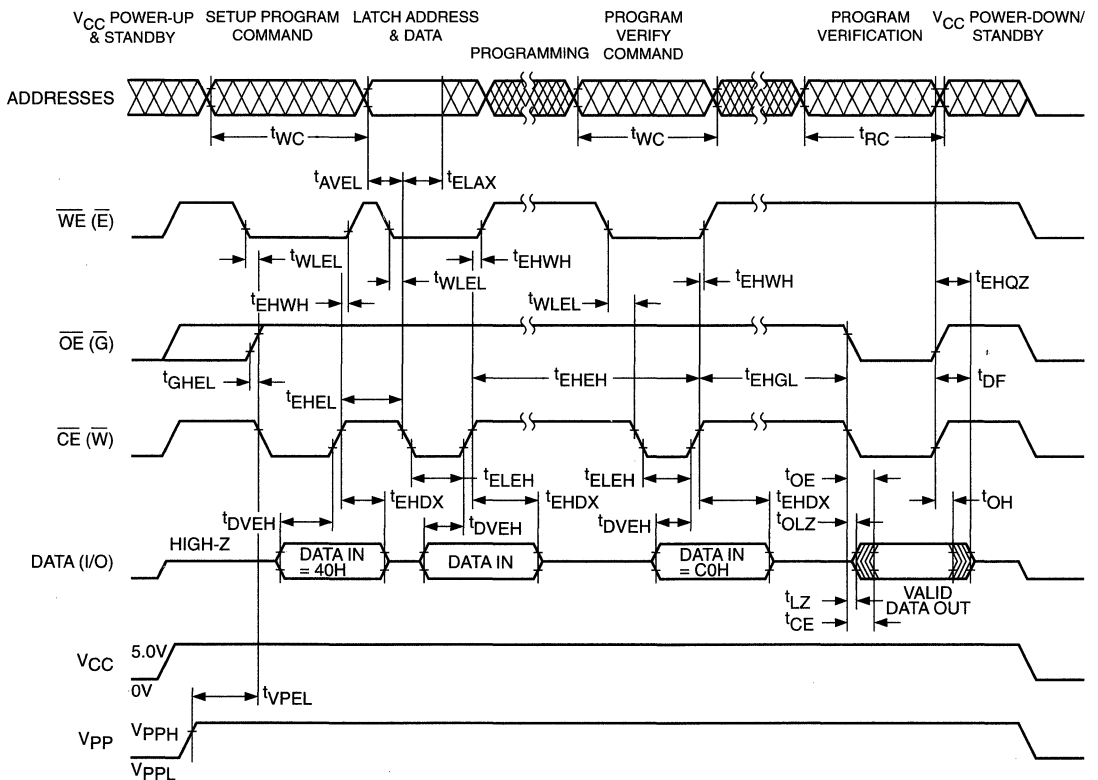 VCC POWER-UP & STANDBY
SETUP PROGRAM COMMAND
LATCH ADDRESS & DATA
PROGRAMMING
PROGRAM VERIFY COMMAND
PROGRAM VERIFICATION
VCC POWER-DOWN/ STANDBY
ADDRESSES
tWC
tWC
tRC
tAVEL
tELAX
WE (E)
tWLEL
tEHWH
tWLEL
tEHWH
tWLEL
tEHWH
tEHQZ
OE (G)
tGHEL
tEHEL
tEHEH
tEHGL
tDF
CE (W)
tELEH
tELEH
tOE
tEHDX
tEHDX
tEHDX
tOH
tDVEH
tDVEH
tDVEH
tOLZ
DATA (I/O)
HIGH-Z
DATA IN = 40H
DATA IN
DATA IN = C0H
VALID DATA OUT
tLZ
tCE
VCC
5.0V
0V
tVPEL
VPP
VPPH
VPPL